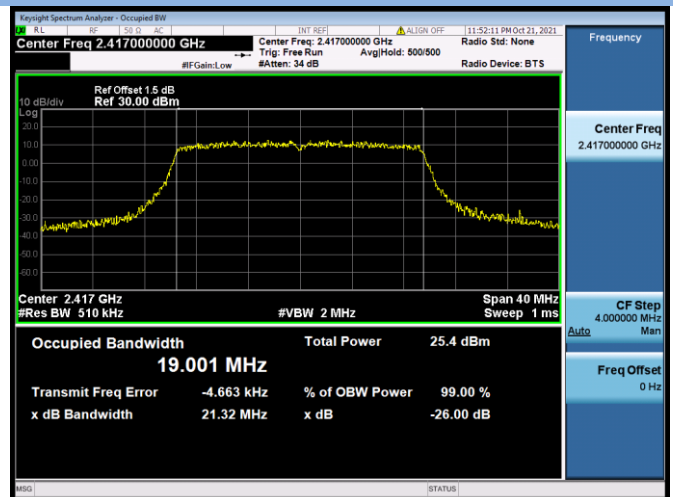 Keysight Spectrum Analyzer - Occupied BW
RL RF 50 Ω AC INT REF ALIGN OFF 11:52:11 PM Oct 21, 2021
Center Freq 2.417000000 GHz Center Freq: 2.417000000 GHz Radio Std: None Frequency
Trig: Free Run Avg|Hold: 500/500
#IFGain:Low #Atten: 34 dB Radio Device: BTS
Ref Offset 1.5 dB
10 dB/div Ref 30.00 dBm
Log
20.0
10.0
0.00
-10.0
-20.0
-30.0
-40.0
-50.0
-60.0
Center Freq
2.417000000 GHz
Center 2.417 GHz Span 40 MHz
#Res BW 510 kHz #VBW 2 MHz Sweep 1 ms
CF Step
4.000000 MHz
Auto Man
Occupied Bandwidth Total Power 25.4 dBm
19.001 MHz
Freq Offset
0 Hz
Transmit Freq Error -4.663 kHz % of OBW Power 99.00 %
x dB Bandwidth 21.32 MHz x dB -26.00 dB
MSG STATUS